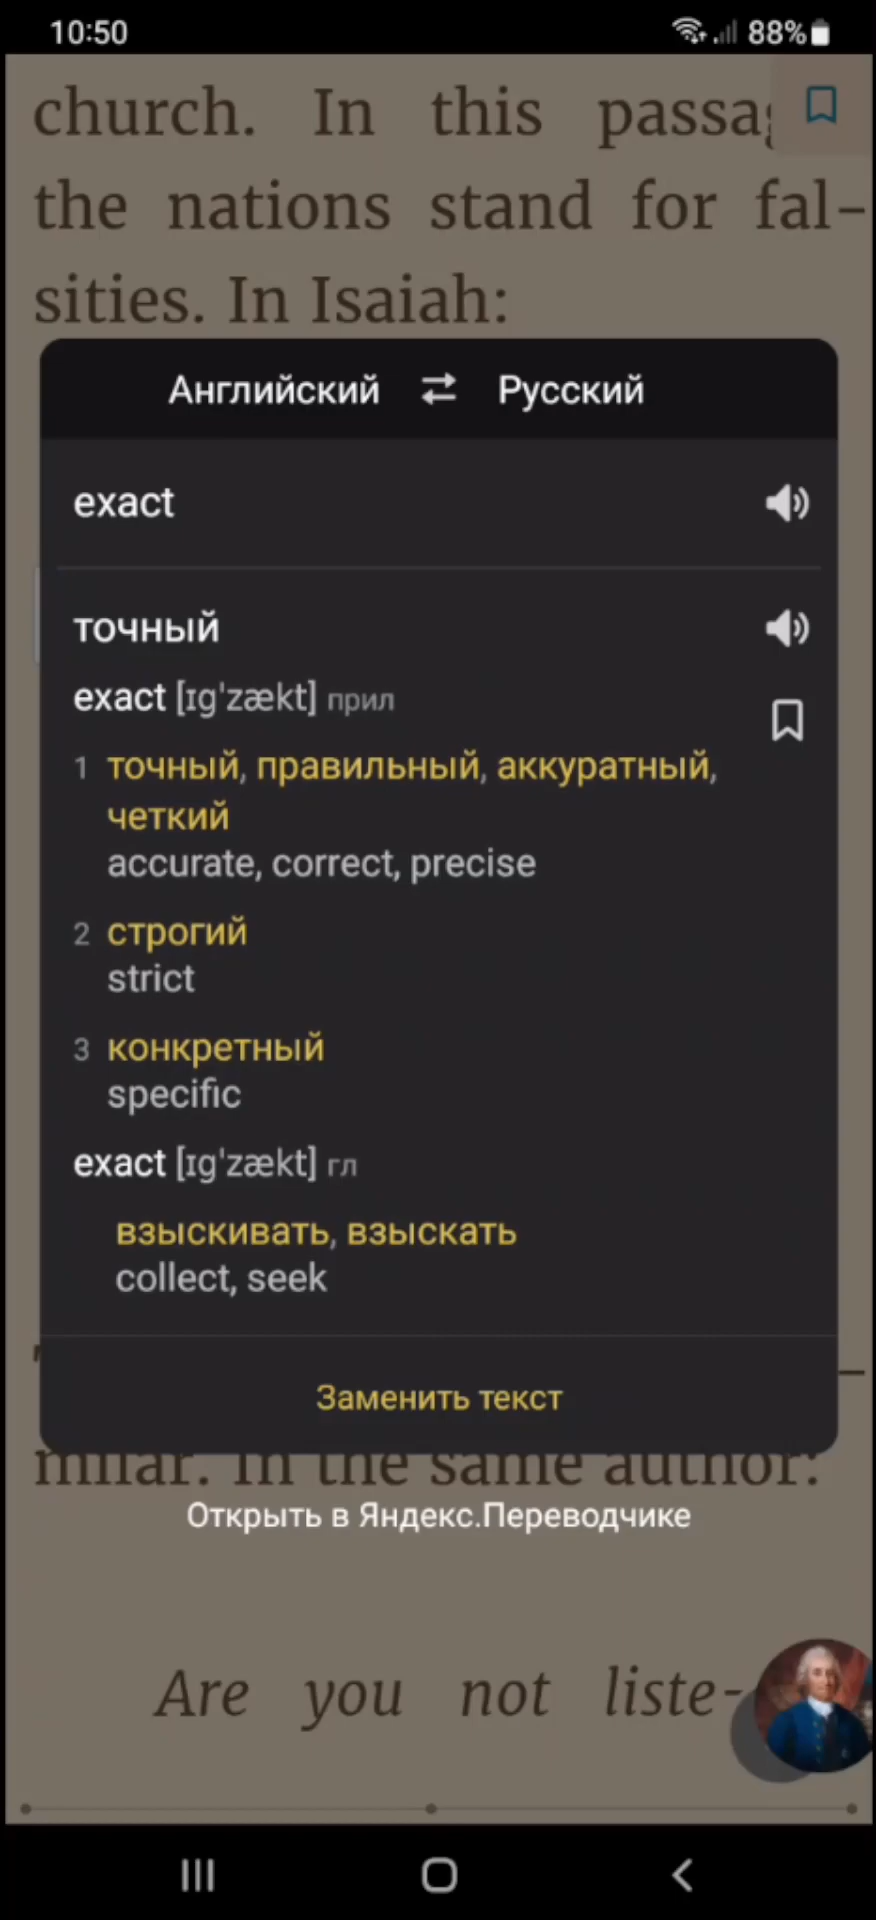 10:50
88%
church. In this passag
the nations stand for fal-
sities. In Isaiah:
Английский Русский
exact
точный
exact [ɪg'zækt] прил
1 точный, правильный, аккуратный,
четкий
accurate, correct, precise
2 строгий
strict
3 конкретный
specific
exact [ɪg'zækt] гл
взыскивать, взыскать
collect, seek
Заменить текст
milar. In the same author:
Открыть в Яндекс.Переводчике
Are you not liste-